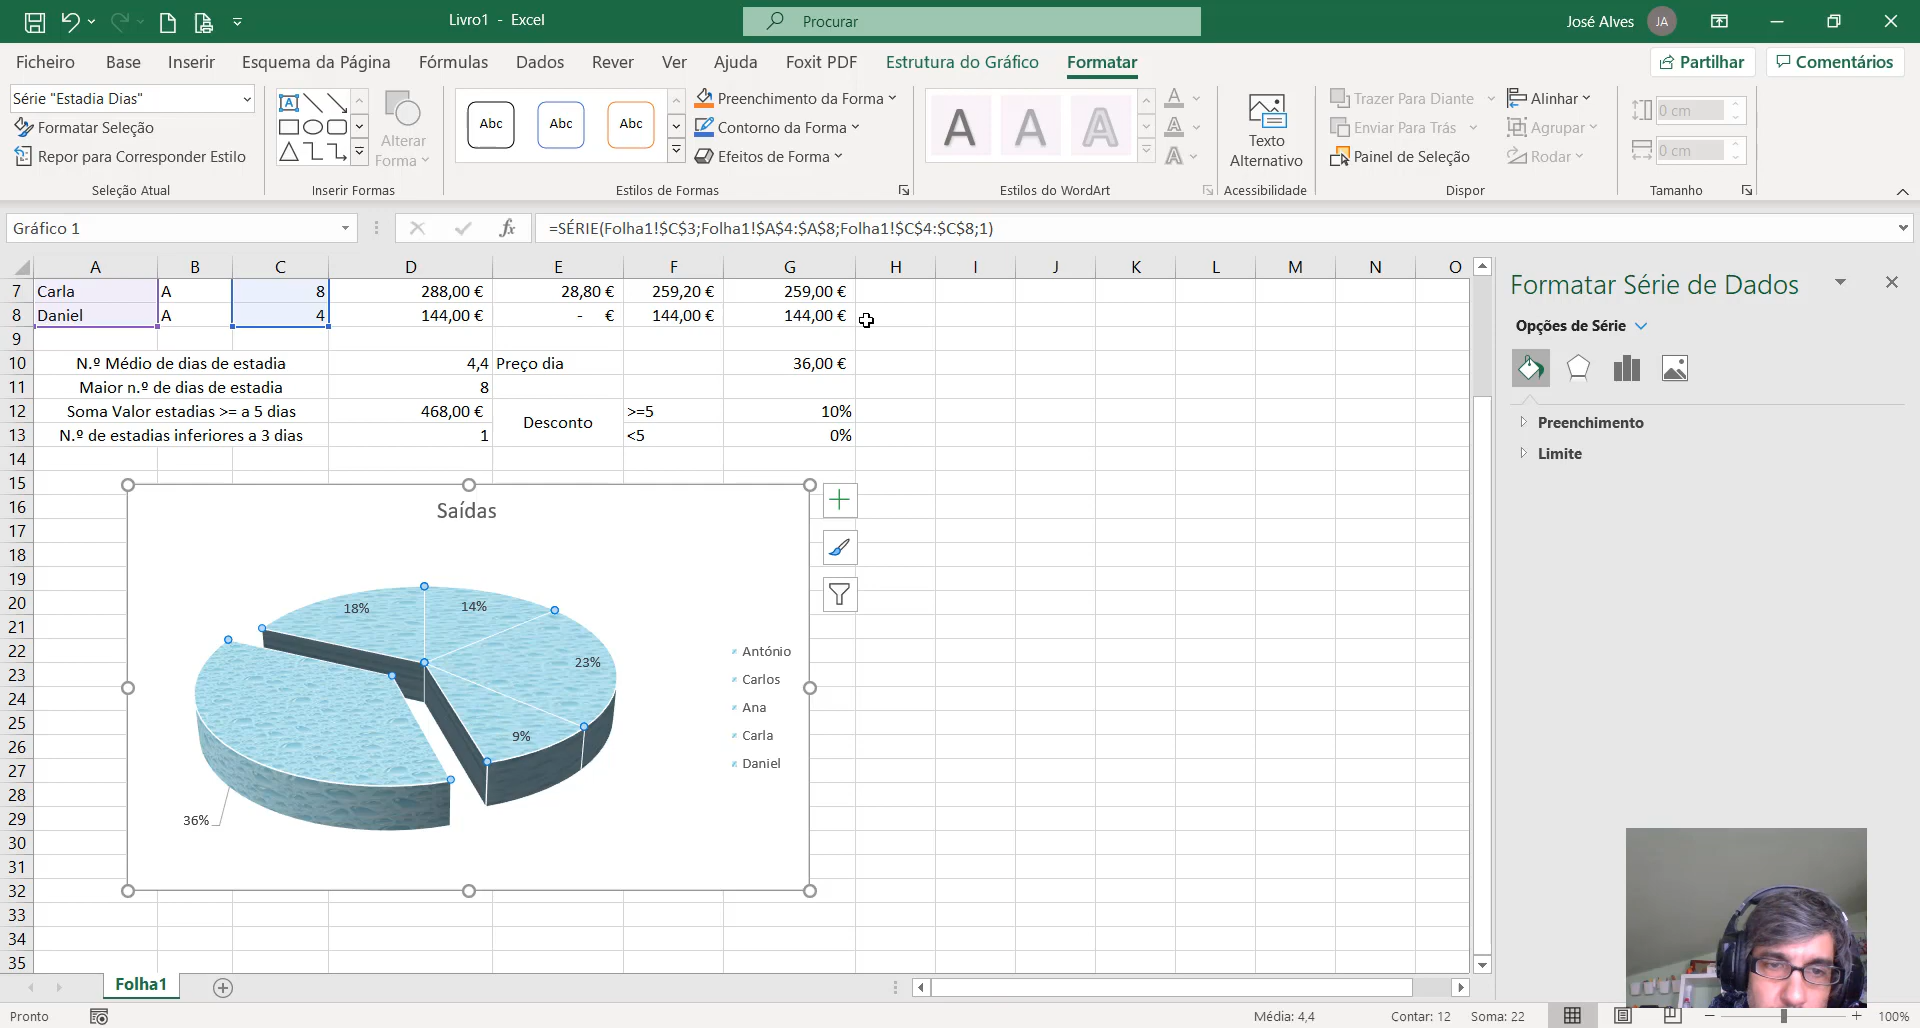 Livro1 - Excel
Procurar
José Alves
JA
Ficheiro Base Inserir Esquema da Página Fórmulas Dados Rever Ver Ajuda Foxit PDF Estrutura do Gráfico Formatar
Partilhar Comentários
Série "Estadia Dias"
Formatar Seleção
Repor para Corresponder Estilo
Seleção Atual
A
Alterar
Forma
Inserir Formas
Abc Abc Abc
Estilos de Formas
Preenchimento da Forma
Contorno da Forma
Efeitos de Forma
A A A
A
A
A
Estilos do WordArt
Texto
Alternativo
Acessibilidade
Trazer Para Diante
Enviar Para Trás
Painel de Seleção
Alinhar
Agrupar
Rodar
Dispor
0 cm
0 cm
Tamanho
Gráfico 1
fx
=SÉRIE(Folha1!$C$3;Folha1!$A$4:$A$8;Folha1!$C$4:$C$8;1)
A B C D E F G H I J K L M N O
7 Carla A 8 288,00 € 28,80 € 259,20 € 259,00 €
8 Daniel A 4 144,00 € - € 144,00 € 144,00 €
9
10 N.º Médio de dias de estadia 4,4 Preço dia 36,00 €
11 Maior n.º de dias de estadia 8
12 Soma Valor estadias >= a 5 dias 468,00 € >=5 10%
Desconto
13 N.º de estadias inferiores a 3 dias 1 <5 0%
14
15
16
17
18
19
20
21
22
23
24
25
26
27
28
29
30
31
32
33
34
35
Saídas
18%
14%
23%
9%
36%
António
Carlos
Ana
Carla
Daniel
Formatar Série de Dados
Opções de Série
Preenchimento
Limite
Folha1
Pronto
Média: 4,4 Contar: 12 Soma: 22
100%